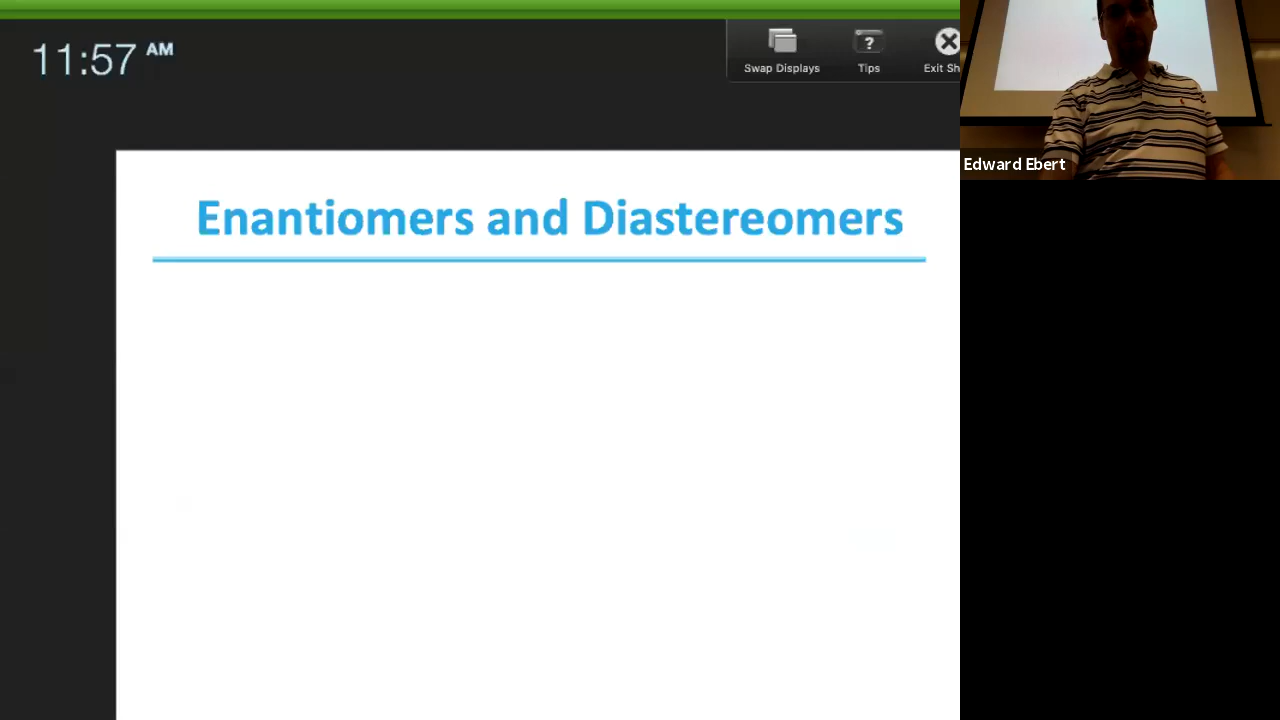 11:57 AM
Swap Displays
Tips
Exit Sh
Edward Ebert
Enantiomers and Diastereomers